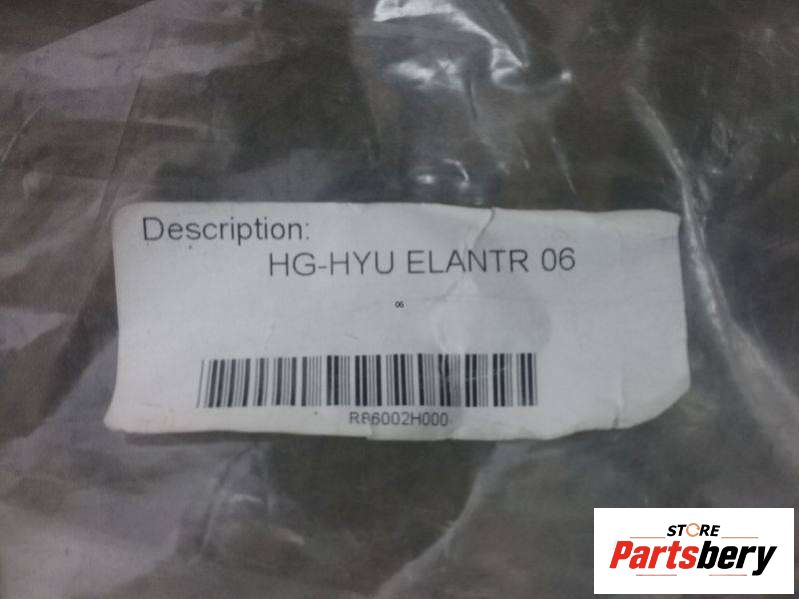 Description:
HG-HYU ELANTR 06
06
R86002H000
STORE
Partsbery